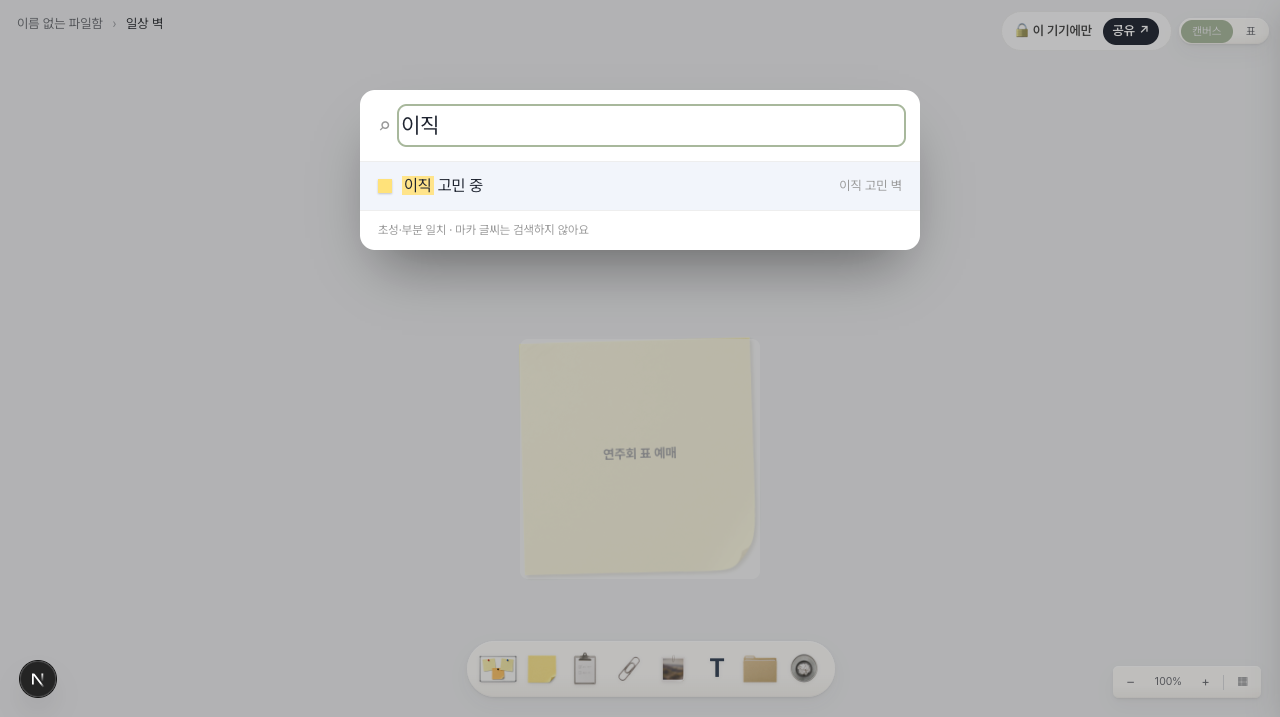 이름 없는 파일함 › 일상 벽
이 기기에만
공유 ↗
캔버스
표
이직
이직 고민 중
이직 고민 벽
초성·부분 일치 · 마카 글씨는 검색하지 않아요
연주회 표 예매
T
N
− 100% +